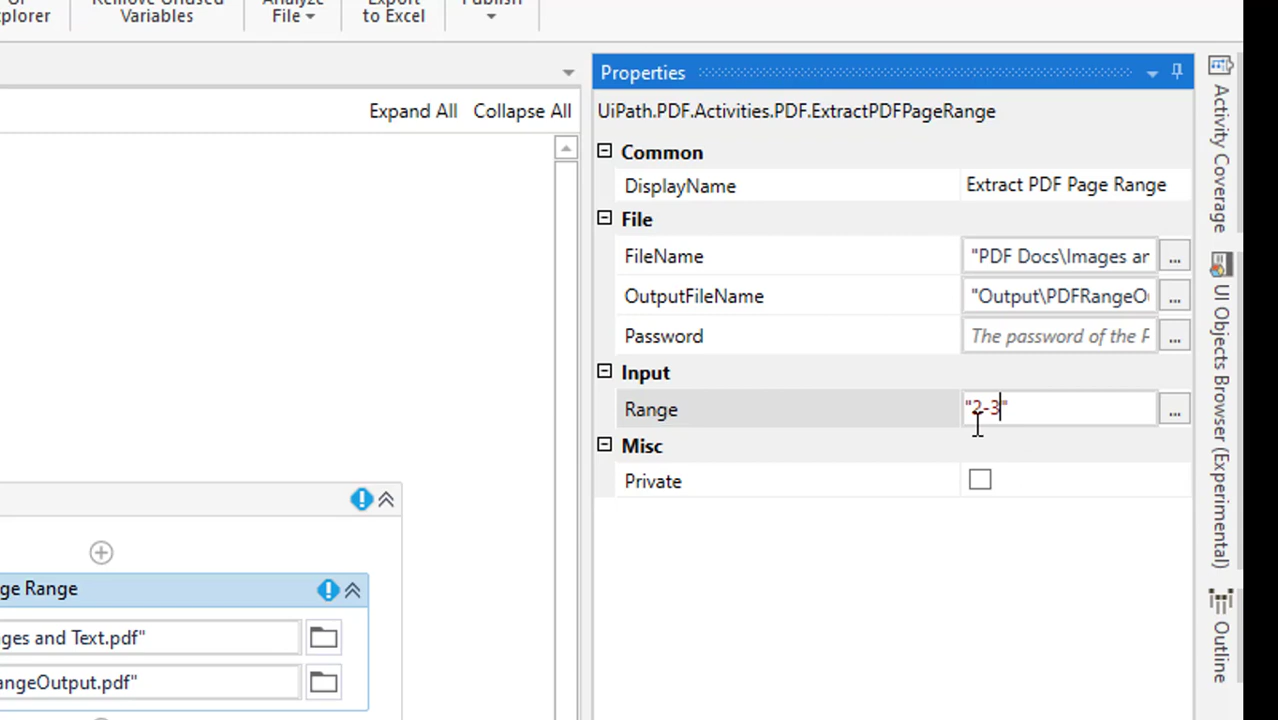 Remove Unused Variables
Analyze File
Export to Excel
Publish
Expand All
Collapse All
ge Range
ges and Text.pdf"
angeOutput.pdf"
Properties
UiPath.PDF.Activities.PDF.ExtractPDFPageRange
Common
DisplayName
Extract PDF Page Range
File
FileName
"PDF Docs\Images ar
OutputFileName
"Output\PDFRangeO
Password
The password of the P
Input
Range
"2-3"
Misc
Private
Activity Coverage
UI Objects Browser (Experimental)
Outline